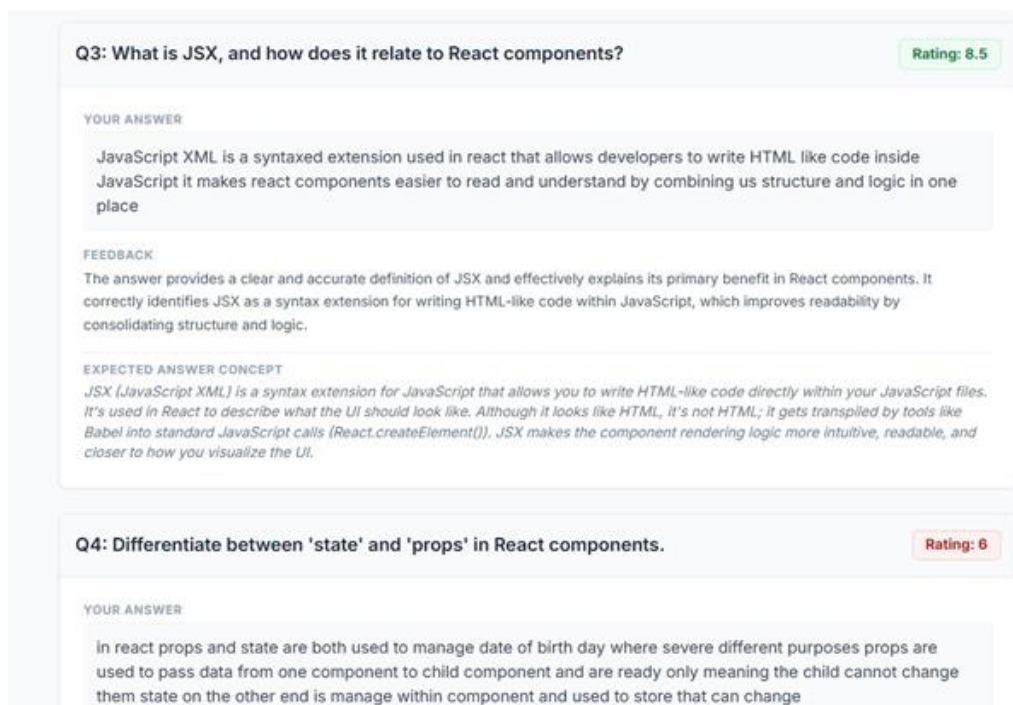 Q3: What is JSX, and how does it relate to React components?
Rating: 8.5
YOUR ANSWER
JavaScript XML is a syntaxed extension used in react that allows developers to write HTML like code inside
JavaScript it makes react components easier to read and understand by combining us structure and logic in one
place
FEEDBACK
The answer provides a clear and accurate definition of JSX and effectively explains its primary benefit in React components. It
correctly identifies JSX as a syntax extension for writing HTML-like code within JavaScript, which improves readability by
consolidating structure and logic.
EXPECTED ANSWER CONCEPT
JSX (JavaScript XML) is a syntax extension for JavaScript that allows you to write HTML-like code directly within your JavaScript files.
It's used in React to describe what the UI should look like. Although it looks like HTML, it's not HTML; it gets transpiled by tools like
Babel into standard JavaScript calls (React.createElement()). JSX makes the component rendering logic more intuitive, readable, and
closer to how you visualize the UI.
Q4: Differentiate between 'state' and 'props' in React components.
Rating: 6
YOUR ANSWER
in react props and state are both used to manage date of birth day where severe different purposes props are
used to pass data from one component to child component and are ready only meaning the child cannot change
them state on the other end is manage within component and used to store that can change